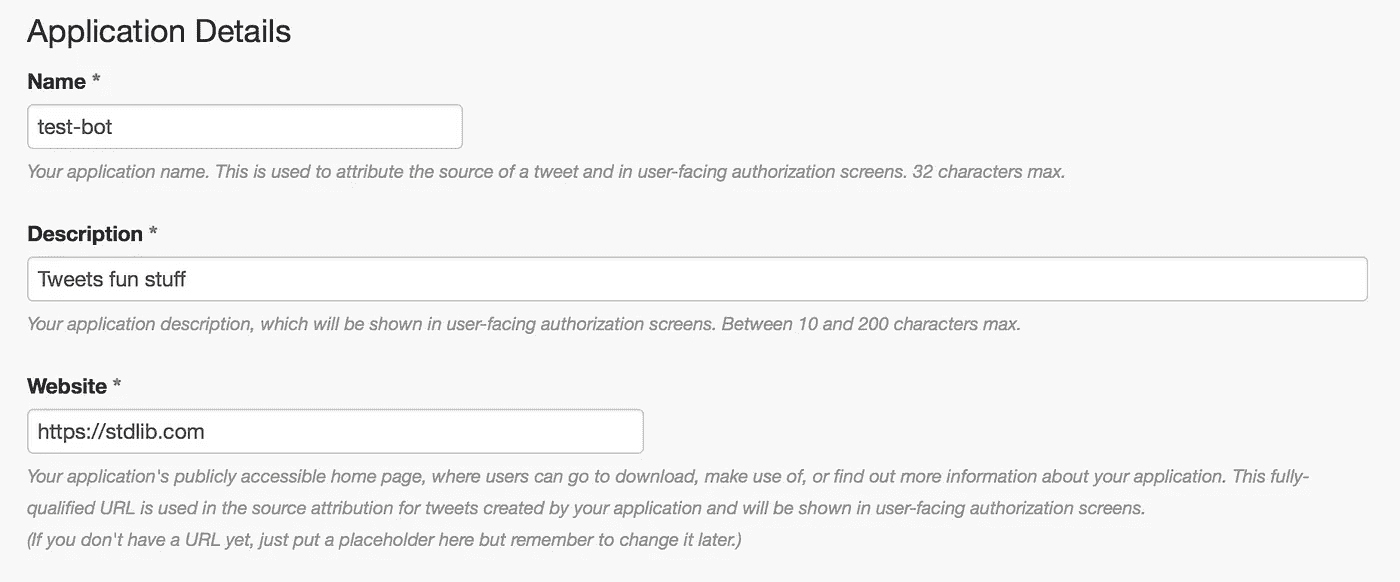 Application Details
Name *
test-bot
Your application name. This is used to attribute the source of a tweet and in user-facing authorization screens. 32 characters max.
Description *
Tweets fun stuff
Your application description, which will be shown in user-facing authorization screens. Between 10 and 200 characters max.
Website *
https://stdlib.com
Your application's publicly accessible home page, where users can go to download, make use of, or find out more information about your application. This fully-
qualified URL is used in the source attribution for tweets created by your application and will be shown in user-facing authorization screens.
(If you don't have a URL yet, just put a placeholder here but remember to change it later.)